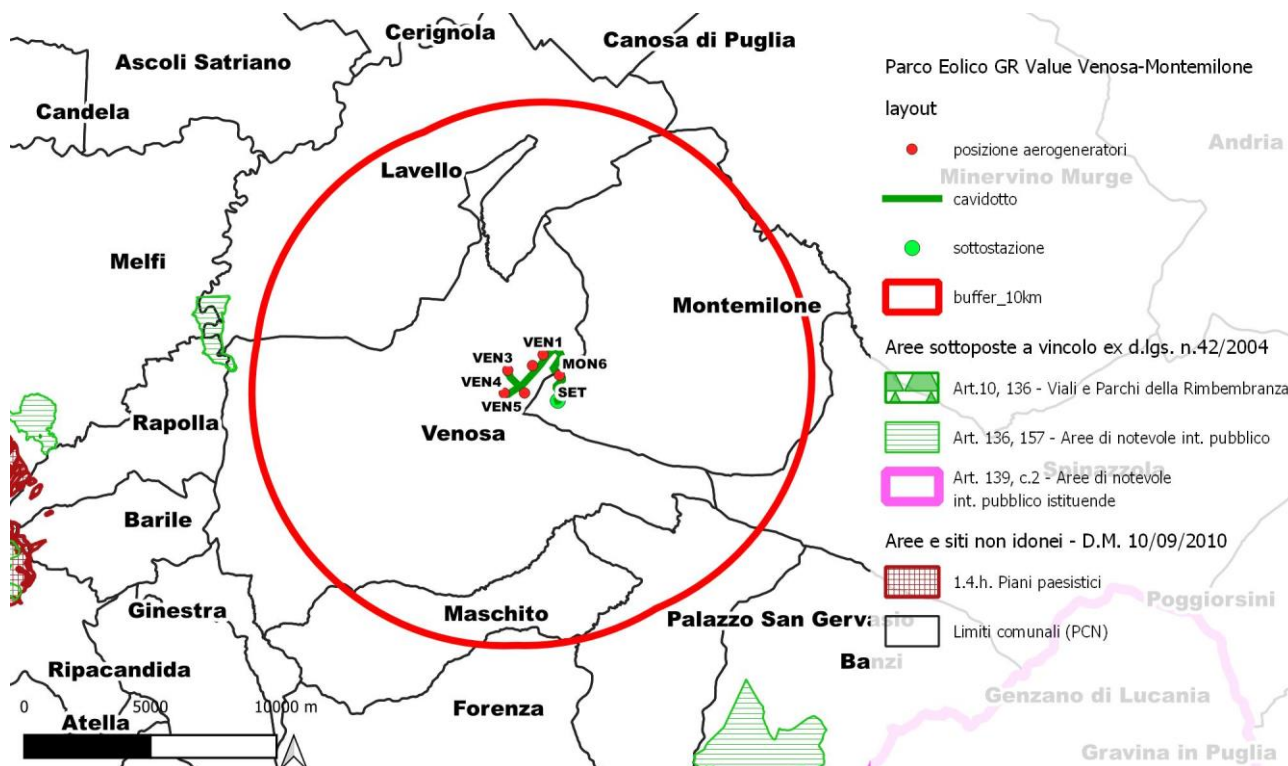 Cerignola
Canosa di Puglia
Ascoli Satriano
Candela
Lavello
Melfi
Montemilone
VEN1
VEN3
MON6
VEN4
SET
VEN5
Venosa
Rapolla
Barile
Ginestra
Maschito
Palazzo San Gervasio
Banzi
Ripacandida
Forenza
Atella
0 5000 10000 m
Parco Eolico GR Value Venosa-Montemilone
layout
posizione aerogeneratori
Andria
Minervino Murge
cavidotto
sottostazione
buffer_10km
Aree sottoposte a vincolo ex d.lgs. n.42/2004
Art.10, 136 - Viali e Parchi della Rimbembranza
Art. 136, 157 - Aree di notevole int. pubblico
Spinazzola
Art. 139, c.2 - Aree di notevole
int. pubblico istituende
Aree e siti non idonei - D.M. 10/09/2010
1.4.h. Piani paesistici
Poggiorsini
Limiti comunali (PCN)
Genzano di Lucania
Gravina in Puglia